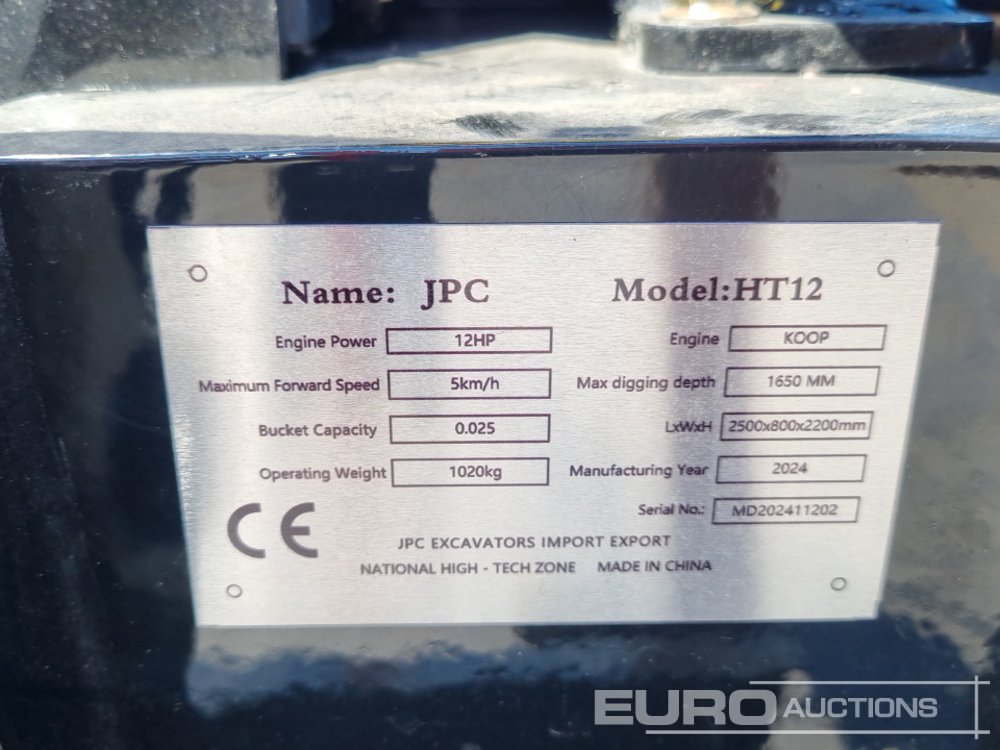 Name: JPC Model:HT12
Engine Power 12HP Engine KOOP
Maximum Forward Speed 5km/h Max digging depth 1650 MM
Bucket Capacity 0.025 LxWxH 2500x800x2200mm
Operating Weight 1020kg Manufacturing Year 2024
Serial No.: MD202411202
CE
JPC EXCAVATORS IMPORT EXPORT
NATIONAL HIGH - TECH ZONE MADE IN CHINA
EURO AUCTIONS